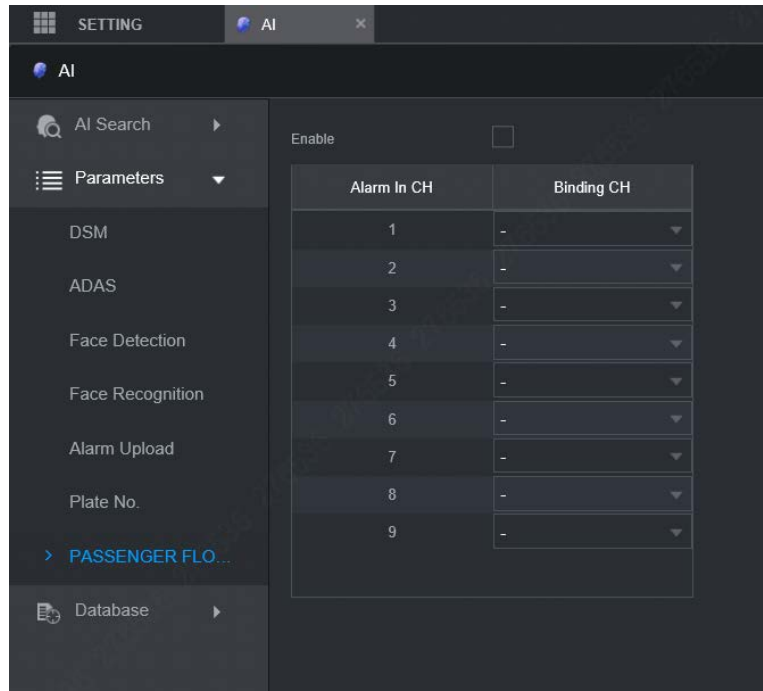 SETTING
AI ×
AI
AI Search
Parameters
DSM
ADAS
Face Detection
Face Recognition
Alarm Upload
Plate No.
> PASSENGER FLO...
Database
Enable
Alarm In CH Binding CH
1 -
2 -
3 -
4 -
5 -
6 -
7 -
8 -
9 -